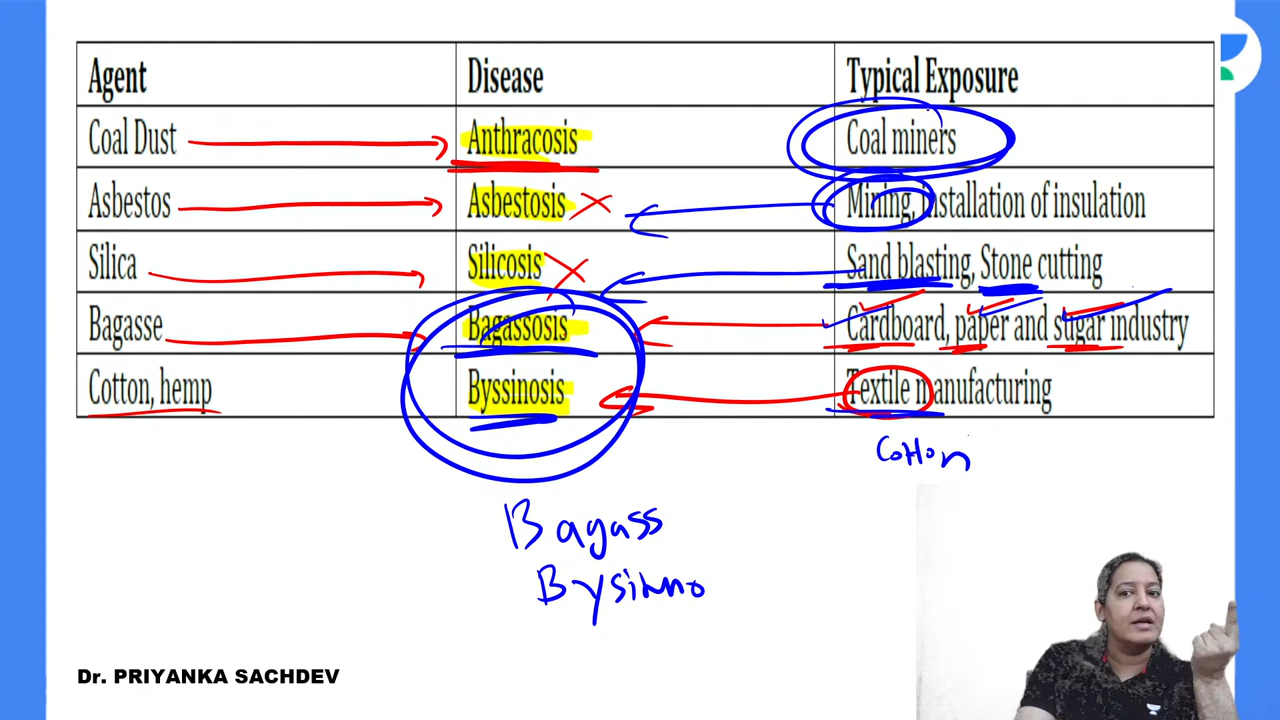 Agent Disease Typical Exposure
Coal Dust Anthracosis Coal miners
Asbestos Asbestosis Mining, installation of insulation
Silica Silicosis Sand blasting, Stone cutting
Bagasse Bagassosis Cardboard, paper and sugar industry
Cotton, hemp Byssinosis Textile manufacturing
Cotton
Bagass
Bysinno
Dr. PRIYANKA SACHDEV